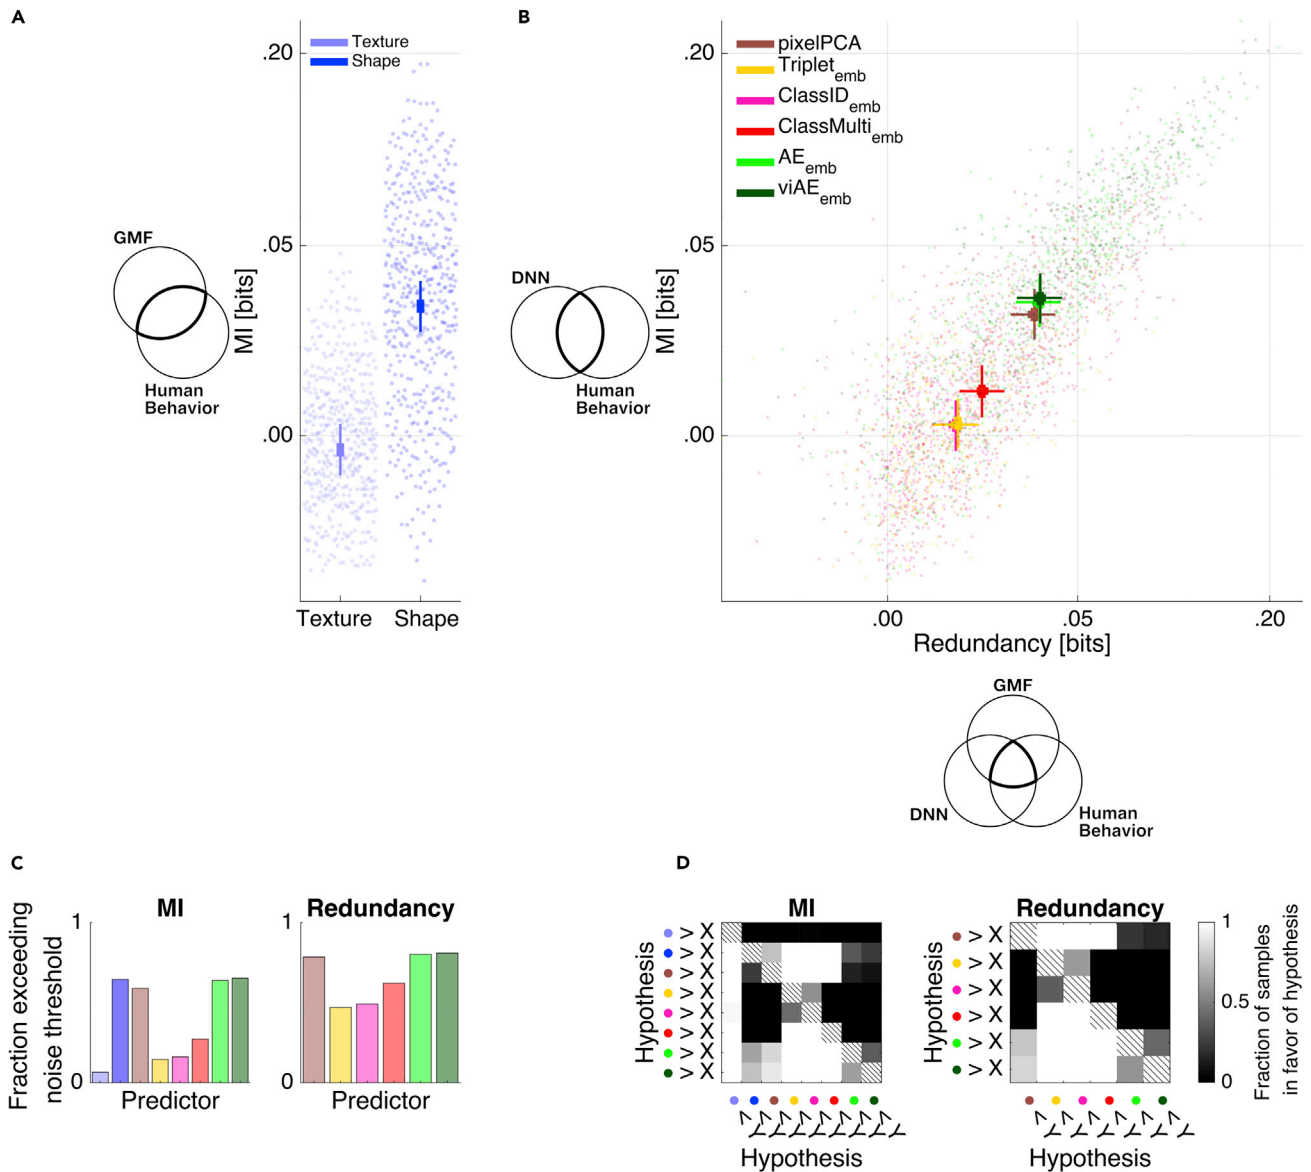 A
Texture
Shape
.20
.05
.00
MI [bits]
GMF
Human
Behavior
Texture
Shape
B
pixelPCA
Triplet emb
ClassID emb
ClassMulti emb
AE emb
viAE emb
.20
.05
.00
MI [bits]
DNN
Human
Behavior
.00
.05
.20
Redundancy [bits]
GMF
DNN
Human
Behavior
C
MI
1
0
Fraction exceeding
noise threshold
Predictor
Redundancy
1
0
Predictor
D
MI
Hypothesis
> X
> X
> X
> X
> X
> X
> X
> X
< Y
< Y
< Y
< Y
< Y
< Y
< Y
< Y
Hypothesis
Redundancy
Hypothesis
> X
> X
> X
> X
> X
> X
< Y
< Y
< Y
< Y
< Y
< Y
Hypothesis
1
0.5
0
Fraction of samples
in favor of hypothesis